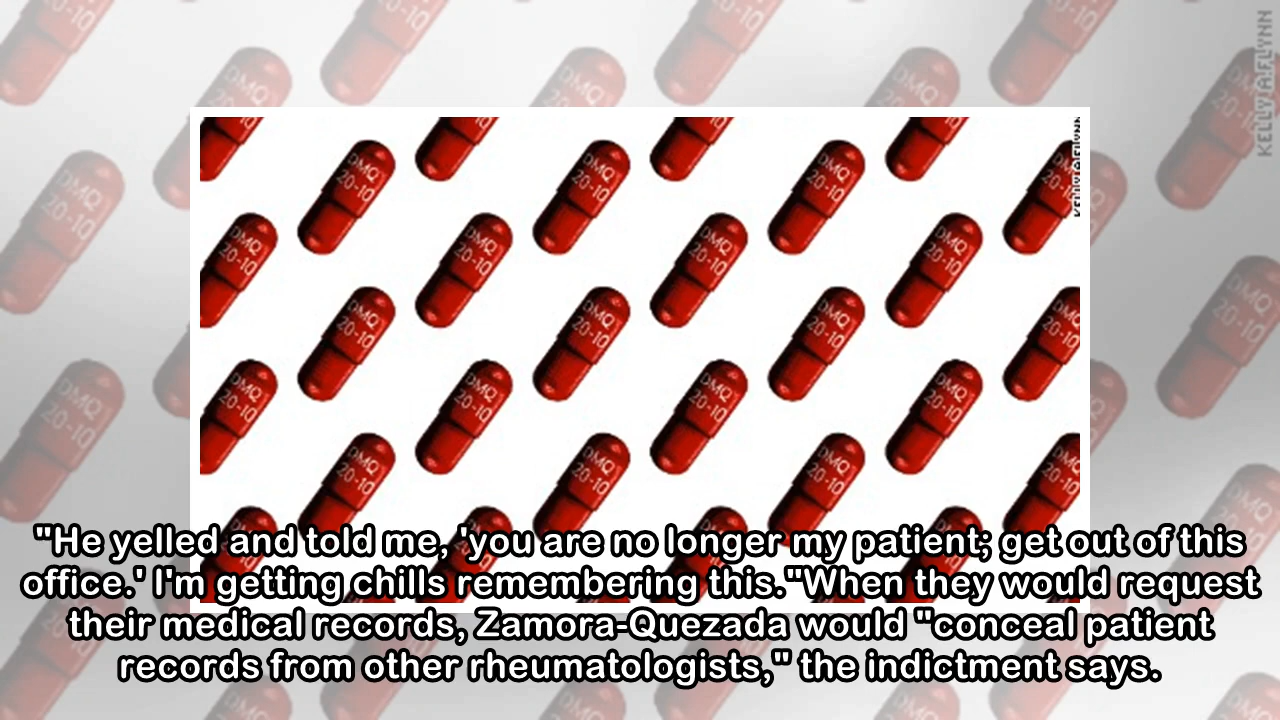 KELLY A.FLYNN
DMQ
20-10
"He yelled and told me, 'you are no longer my patient; get out of this
office.' I'm getting chills remembering this."When they would request
their medical records, Zamora-Quezada would "conceal patient
records from other rheumatologists," the indictment says.